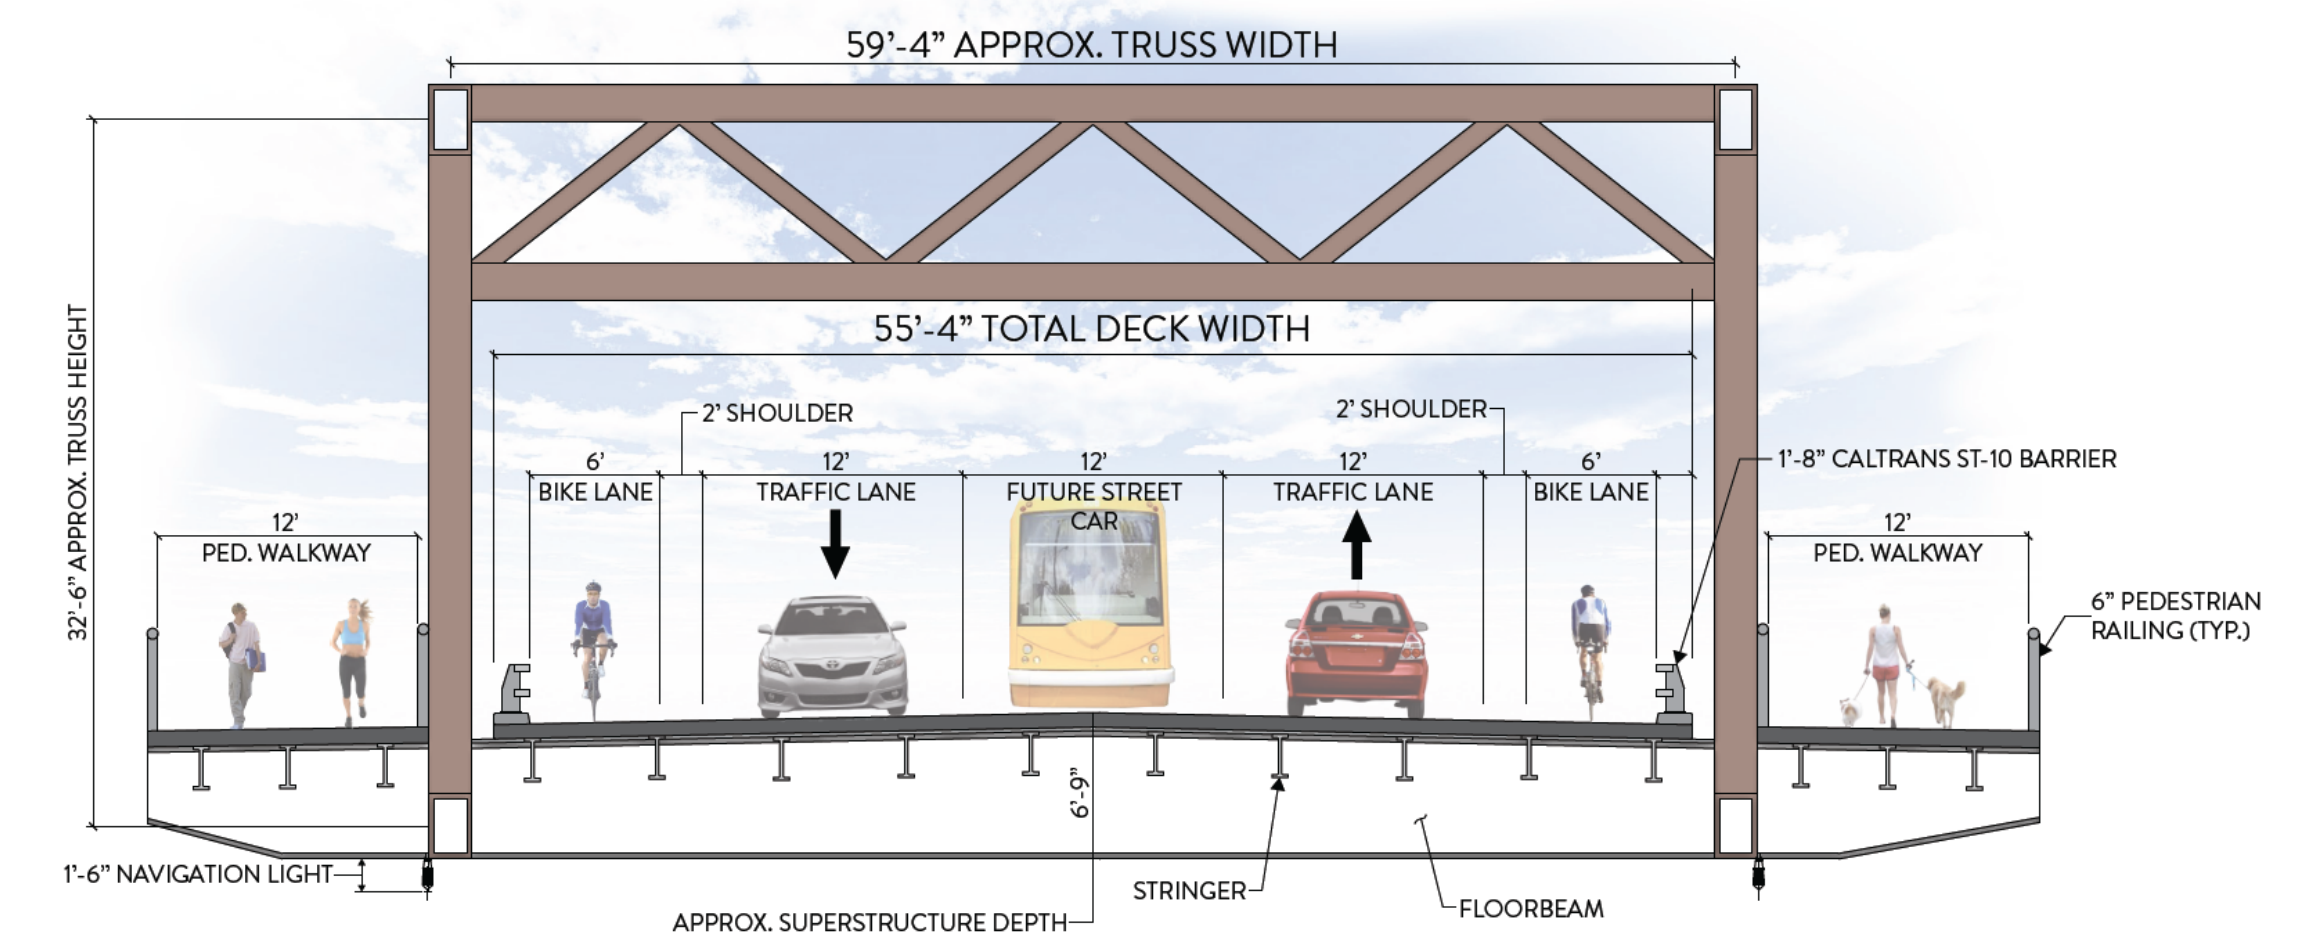 59’-4” APPROX. TRUSS WIDTH
32’-6” APPROX. TRUSS HEIGHT
55’-4” TOTAL DECK WIDTH
2’ SHOULDER
2’ SHOULDER
6’
BIKE LANE
12’
TRAFFIC LANE
12’
FUTURE STREET
CAR
12’
TRAFFIC LANE
6’
BIKE LANE
1’-8” CALTRANS ST-10 BARRIER
12’
PED. WALKWAY
12’
PED. WALKWAY
6” PEDESTRIAN
RAILING (TYP.)
6’-9”
1’-6” NAVIGATION LIGHT
STRINGER
FLOORBEAM
APPROX. SUPERSTRUCTURE DEPTH